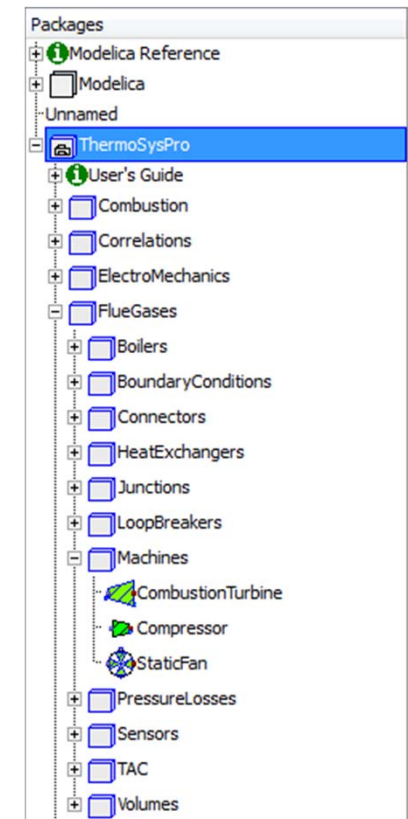 Packages
Modelica Reference
Modelica
Unnamed
ThermoSysPro
User's Guide
Combustion
Correlations
ElectroMechanics
FlueGases
Boilers
BoundaryConditions
Connectors
HeatExchangers
Junctions
LoopBreakers
Machines
CombustionTurbine
Compressor
StaticFan
PressureLosses
Sensors
TAC
Volumes